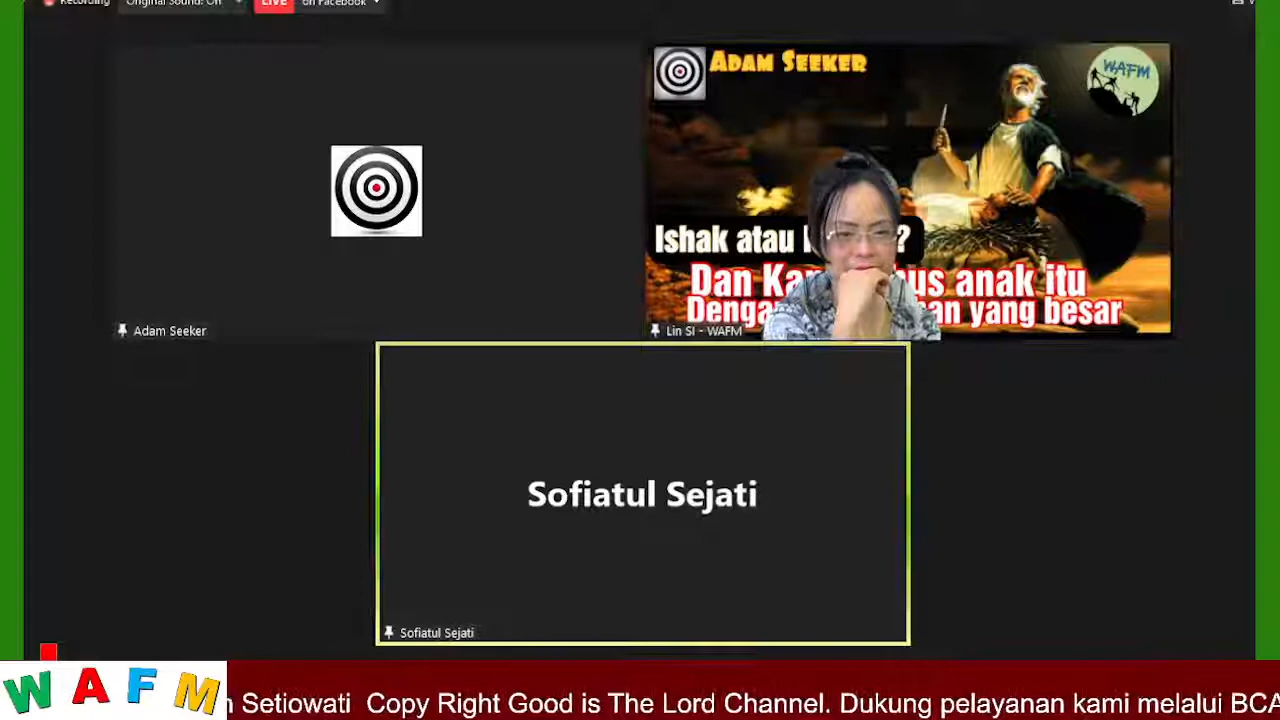 Recording Original Sound: On LIVE on Facebook
ADAM SEEKER
WAFM
Ishak atau ?
Dan Ka us anak itu
Denga an yang besar
Adam Seeker
Lin SI - WAFM
Sofiatul Sejati
Sofiatul Sejati
WAFM
Setiowati Copy Right Good is The Lord Channel. Dukung pelayanan kami melalui BCA